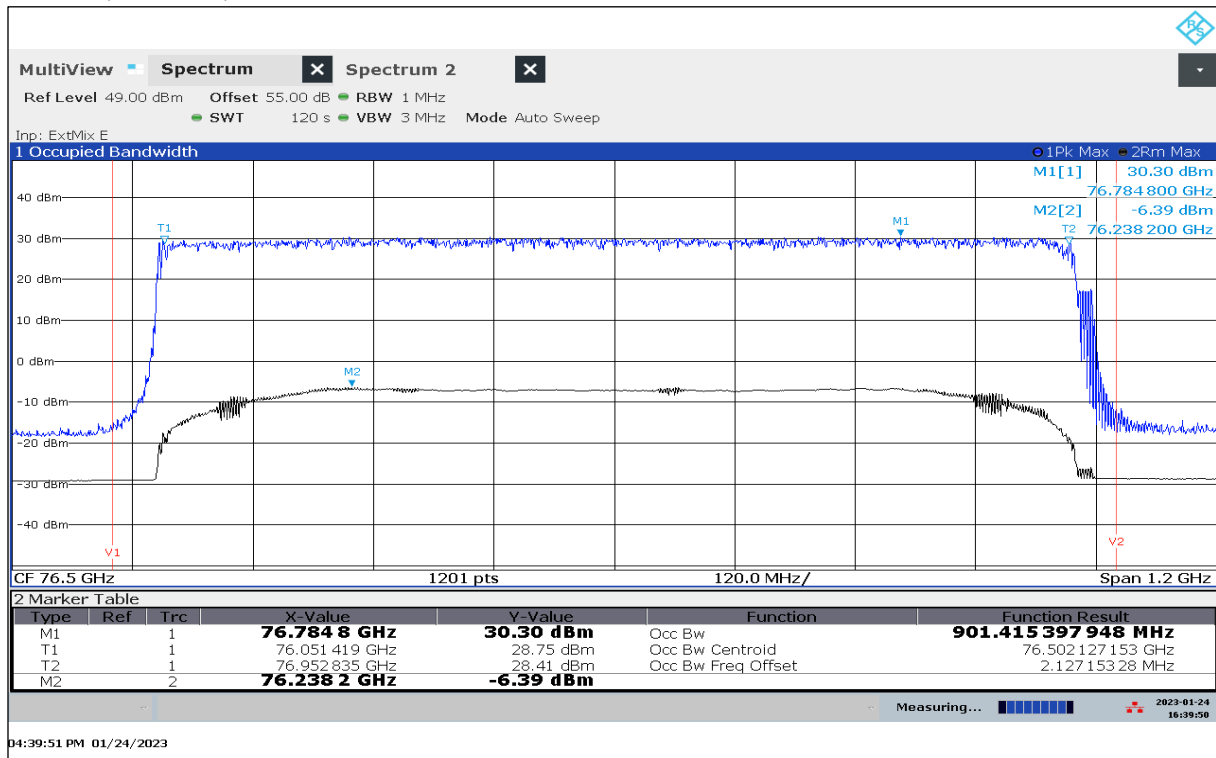 R&S
MultiView Spectrum X Spectrum 2 X
Ref Level 49.00 dBm Offset 55.00 dB RBW 1 MHz
SWT 120 s VBW 3 MHz Mode Auto Sweep
Inp: ExtMix E
1 Occupied Bandwidth 1Pk Max 2Rm Max
M1[1] 30.30 dBm
76.784800 GHz
M2[2] -6.39 dBm
76.238200 GHz
40 dBm
30 dBm
20 dBm
10 dBm
0 dBm
-10 dBm
-20 dBm
-30 dBm
-40 dBm
T1
M1
T2
M2
V1
V2
CF 76.5 GHz 1201 pts 120.0 MHz/ Span 1.2 GHz
2 Marker Table
Type Ref Trc X-Value Y-Value Function Function Result
M1 1 76.784 8 GHz 30.30 dBm Occ Bw 901.415 397 948 MHz
T1 1 76.051 419 GHz 28.75 dBm Occ Bw Centroid 76.502 127 153 GHz
T2 1 76.952 835 GHz 28.41 dBm Occ Bw Freq Offset 2.127 153 28 MHz
M2 2 76.238 2 GHz -6.39 dBm
Measuring... 2023-01-24
16:39:50
04:39:51 PM 01/24/2023